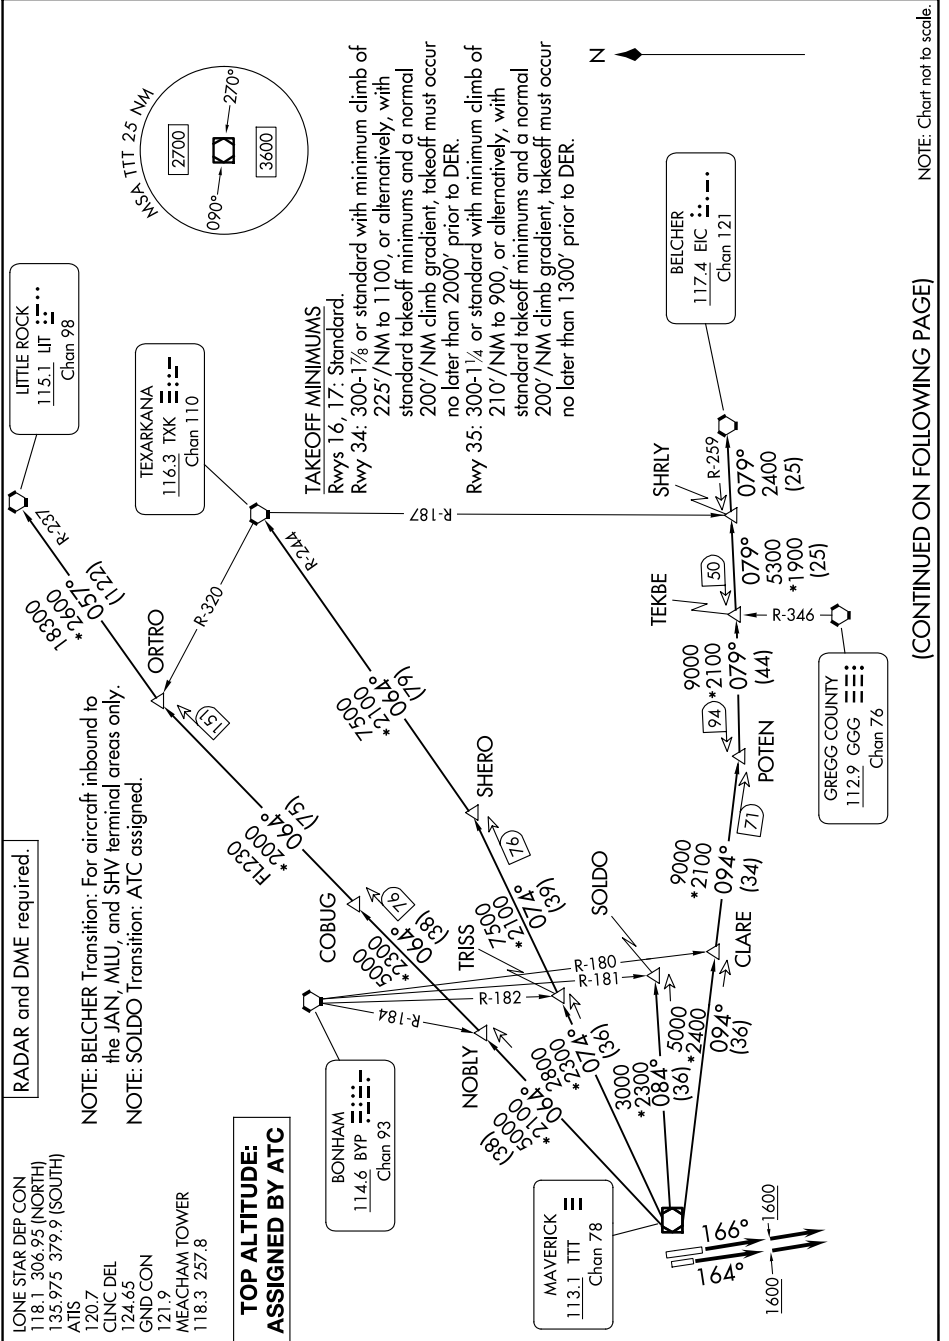 LONE STAR DEP CON
118.1 306.95 (NORTH)
135.975 379.9 (SOUTH)
ATIS
120.7
CLNC DEL
124.65
GND CON
121.9
MEACHAM TOWER
118.3 257.8
RADAR and DME required.
NOTE: BELCHER Transition: For aircraft inbound to
the JAN, MLU, and SHV terminal areas only.
NOTE: SOLDO Transition: ATC assigned.
TOP ALTITUDE:
ASSIGNED BY ATC
LITTLE ROCK
115.1 LIT
Chan 98
R-237
18300
*2600
057°
(122)
ORTRO
151
R-320
TEXARKANA
116.3 TXK
Chan 110
R-244
R-187
MSA TTT 25 NM
2700
090°
270°
3600
TAKEOFF MINIMUMS
Rwys 16, 17: Standard.
Rwy 34: 300-1⅞ or standard with minimum climb of
225'/NM to 1100, or alternatively, with
standard takeoff minimums and a normal
200'/NM climb gradient, takeoff must occur
no later than 2000' prior to DER.
Rwy 35: 300-1¼ or standard with minimum climb of
210'/NM to 900, or alternatively, with
standard takeoff minimums and a normal
200'/NM climb gradient, takeoff must occur
no later than 1300' prior to DER.
N
FL230
*2000
064°
(75)
COBUG
76
5000
*2300
064°
(38)
7500
*2100
064°
(79)
SHERO
76
7500
*2100
074°
(39)
TRISS
BONHAM
114.6 BYP
Chan 93
R-184
R-182
R-181
R-180
NOBLY
5000
*2100
064°
(38)
2800
*2300
074°
(36)
SOLDO
3000
*2300
084°
(36)
5000
*2400
094°
(36)
CLARE
9000
*2100
094°
(34)
71
POTEN
94
9000
*2100
079°
(44)
TEKBE
50
R-346
GREGG COUNTY
112.9 GGG
Chan 76
5300
*1900
079°
(25)
SHRLY
R-259
079°
2400
(25)
BELCHER
117.4 EIC
Chan 121
MAVERICK
113.1 TTT
Chan 78
166°
164°
1600
1600
(CONTINUED ON FOLLOWING PAGE)
NOTE: Chart not to scale.